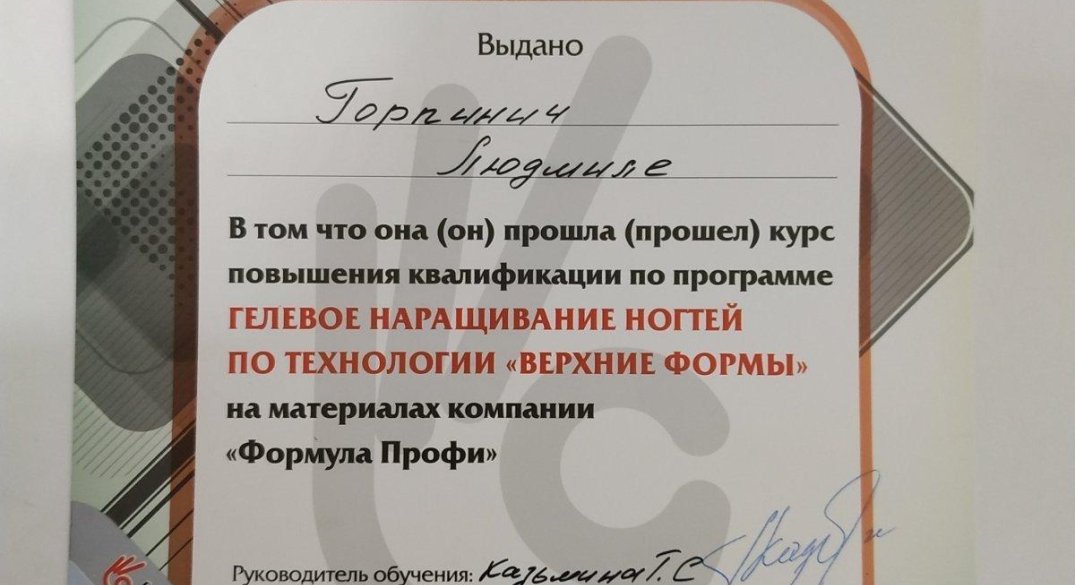 Выдано
Горпинич
Людмиле
В том что она (он) прошла (прошел) курс
повышения квалификации по программе
ГЕЛЕВОЕ НАРАЩИВАНИЕ НОГТЕЙ
ПО ТЕХНОЛОГИИ «ВЕРХНИЕ ФОРМЫ»
на материалах компании
«Формула Профи»
Руководитель обучения: Казьмина Т.С